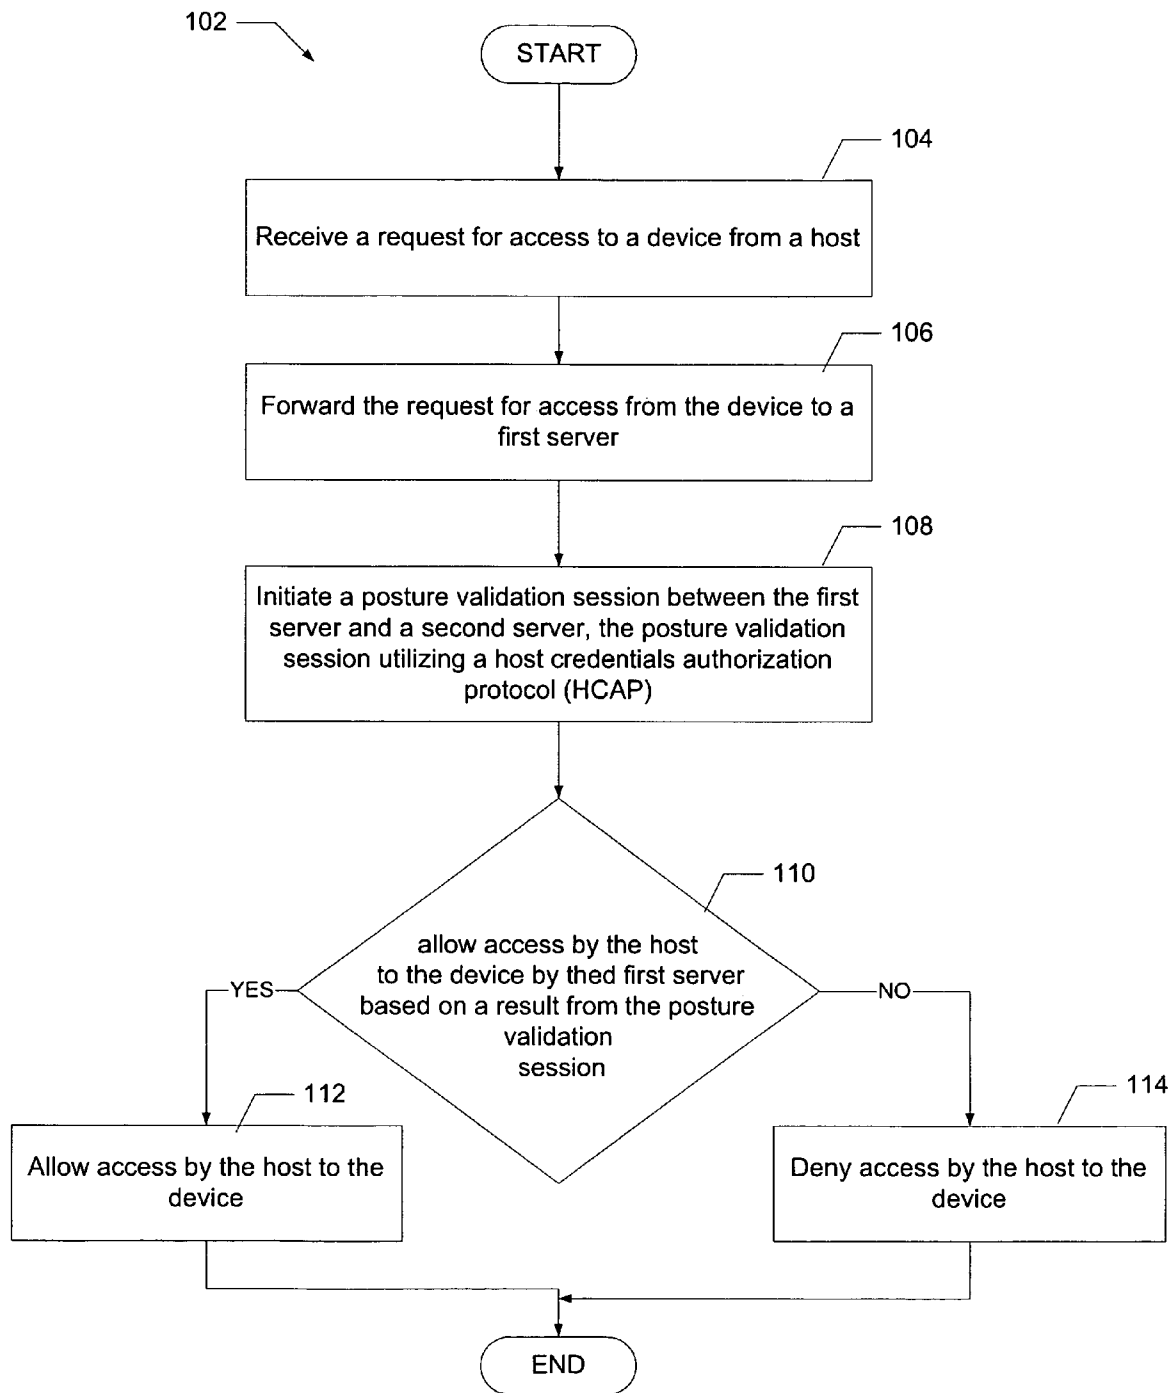 102
START
104
Receive a request for access to a device from a host
106
Forward the request for access from the device to a
first server
108
Initiate a posture validation session between the first
server and a second server, the posture validation
session utilizing a host credentials authorization
protocol (HCAP)
110
allow access by the host
to the device by thed first server
based on a result from the posture
validation
session
YES
NO
112
Allow access by the host to the
device
114
Deny access by the host to the
device
END